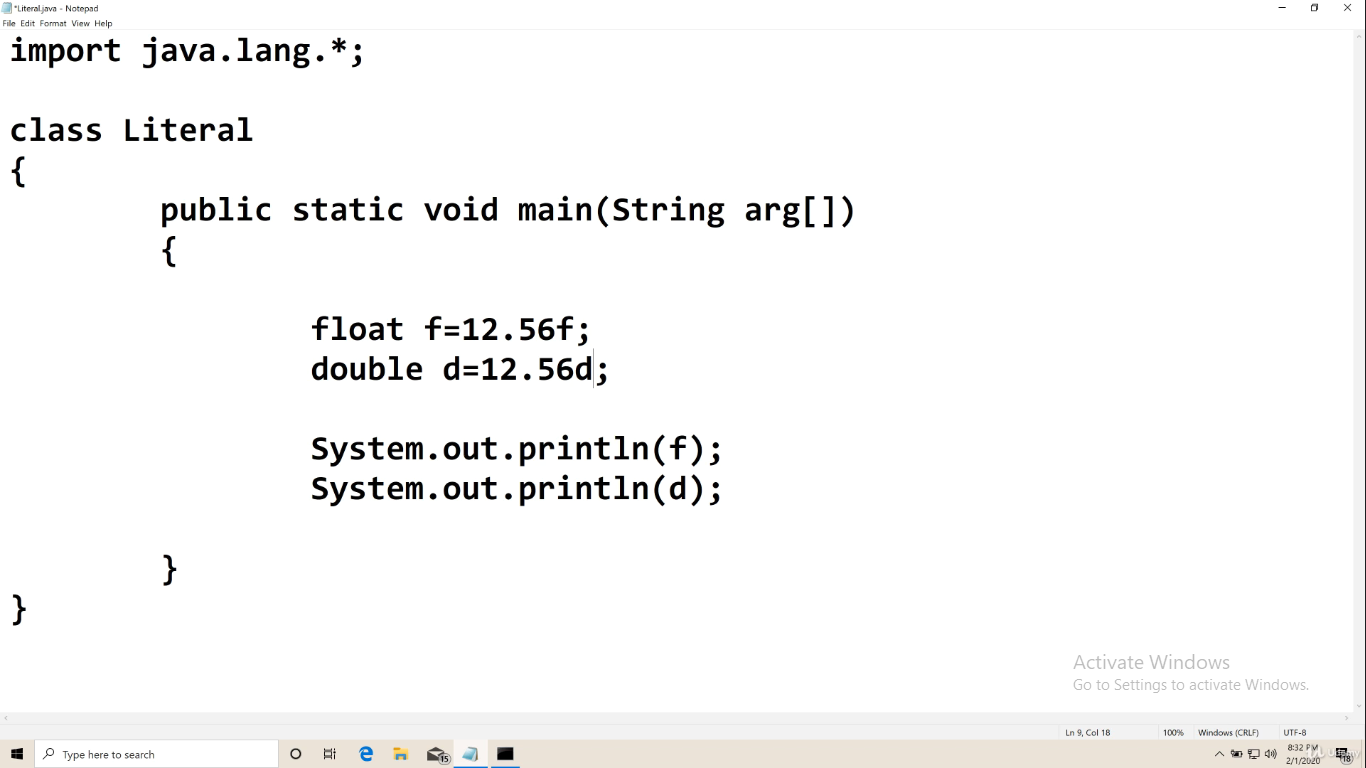 *Literal.java - Notepad
File Edit Format View Help
import java.lang.*;
class Literal
{
public static void main(String arg[])
{
float f=12.56f;
double d=12.56d;
System.out.println(f);
System.out.println(d);
}
}
Activate Windows
Go to Settings to activate Windows.
Ln 9, Col 18 100% Windows (CRLF) UTF-8
Type here to search
15
8:32 PM
2/1/2020
18